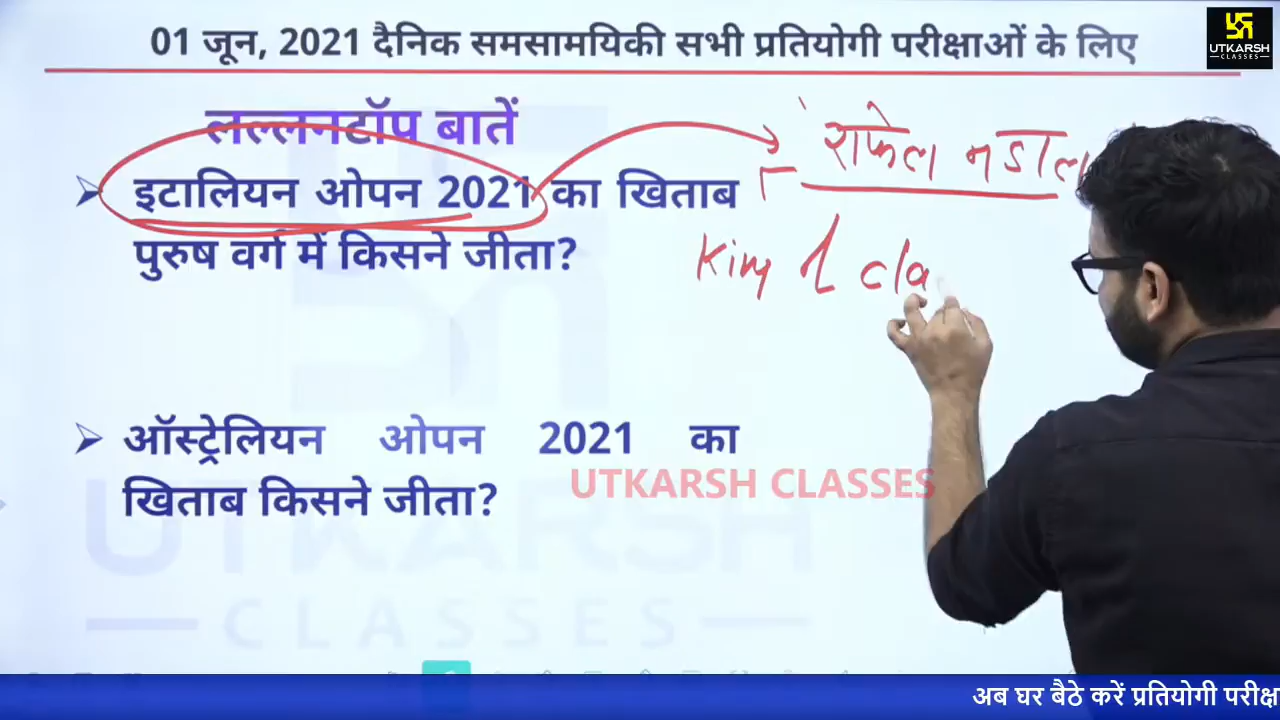 01 जून, 2021 दैनिक समसामयिकी सभी प्रतियोगी परीक्षाओं के लिए
UTKARSH
CLASSES
लल्लनटॉप बातें
इटालियन ओपन 2021 का खिताब
पुरुष वर्ग में किसने जीता?
राफेल नडाल
King of cla
ऑस्ट्रेलियन ओपन 2021 का
खिताब किसने जीता?
UTKARSH CLASSES
UTKARSH
CLASSES
अब घर बैठे करें प्रतियोगी परीक्ष